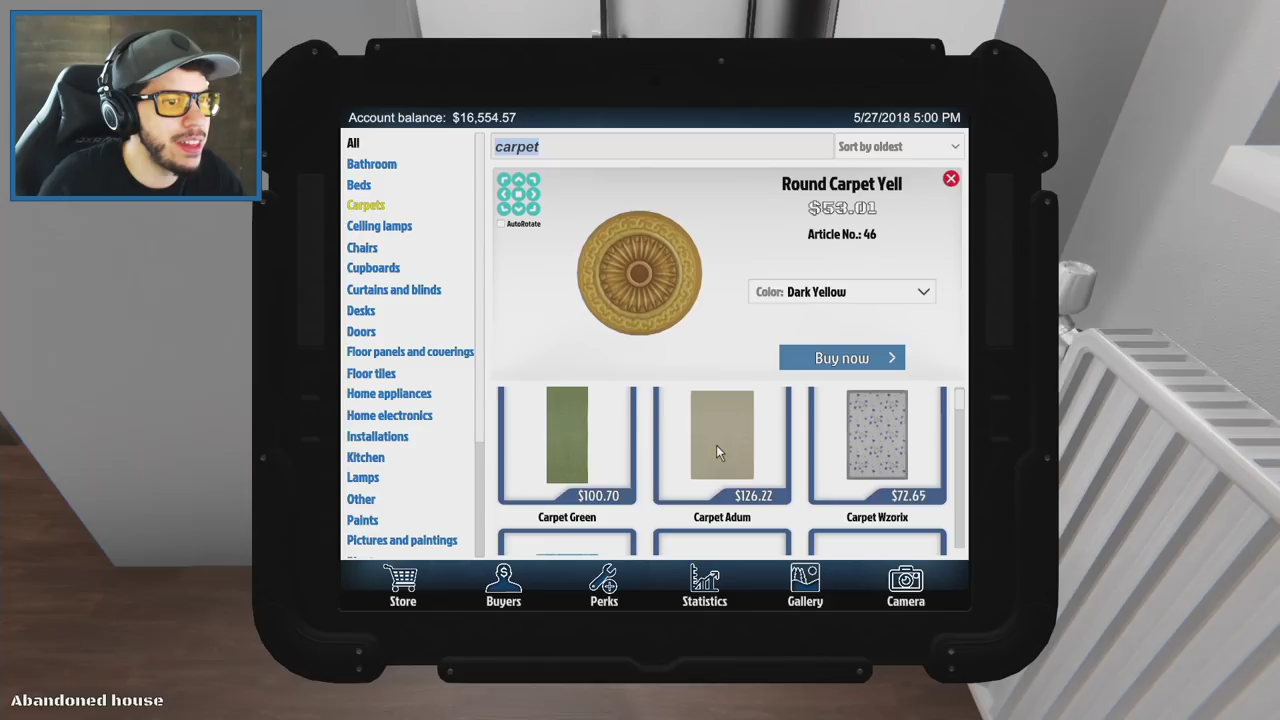 Account balance: $16,554.57
5/27/2018 5:00 PM
All
Bathroom
Beds
Carpets
Ceiling lamps
Chairs
Cupboards
Curtains and blinds
Desks
Doors
Floor panels and coverings
Floor tiles
Home appliances
Home electronics
Installations
Kitchen
Lamps
Other
Paints
Pictures and paintings
carpet
Sort by oldest
AutoRotate
Round Carpet Yell
$53.01
Article No.: 46
Color: Dark Yellow
Buy now
$100.70
$126.22
$72.65
Carpet Green
Carpet Adum
Carpet Wzorix
Store
Buyers
Perks
Statistics
Gallery
Camera
Abandoned house